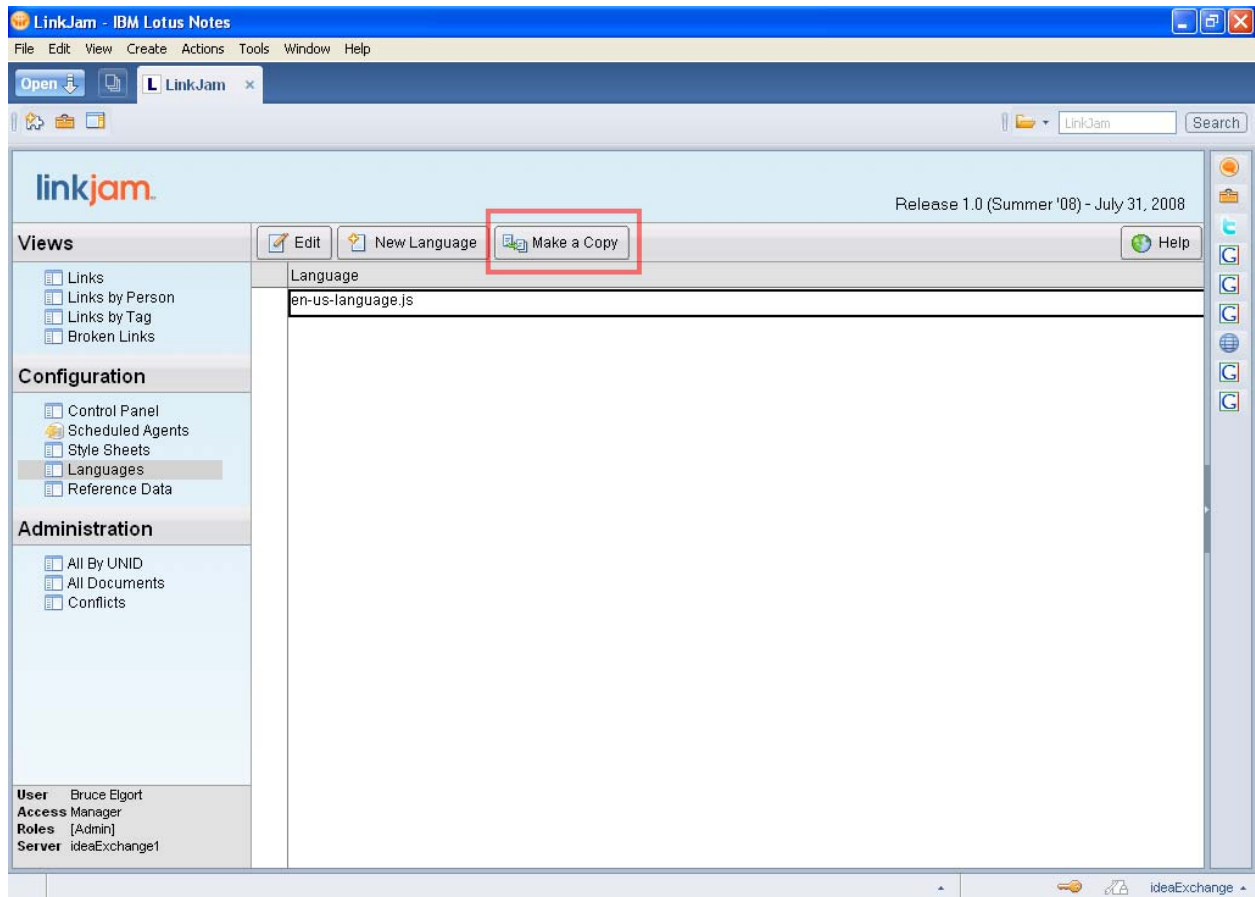 LinkJam - IBM Lotus Notes
File Edit View Create Actions Tools Window Help
Open LinkJam ×
LinkJam Search
linkjam
Release 1.0 (Summer '08) - July 31, 2008
Views
Edit New Language Make a Copy Help
Language
en-us-language.js
Links
Links by Person
Links by Tag
Broken Links
Configuration
Control Panel
Scheduled Agents
Style Sheets
Languages
Reference Data
Administration
All By UNID
All Documents
Conflicts
User Bruce Elgort
Access Manager
Roles [Admin]
Server ideaExchange1
ideaExchange